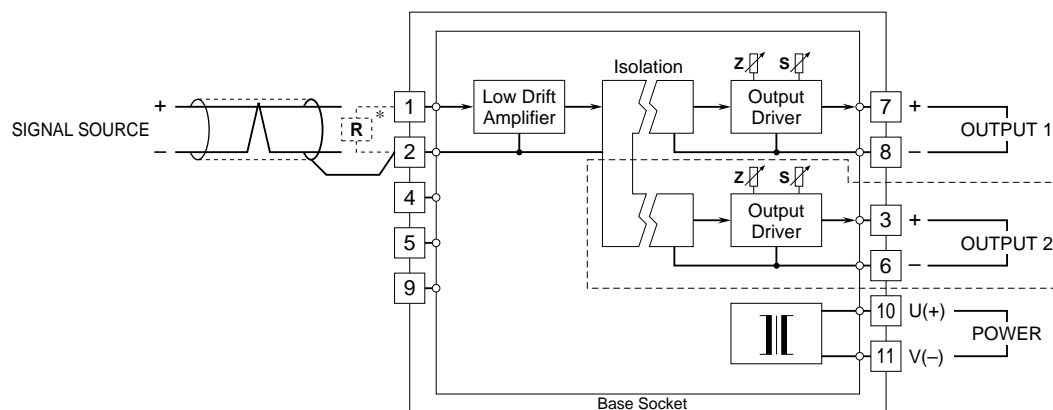 Isolation
Z S
Low Drift
Amplifier
Output
Driver
SIGNAL SOURCE
+
–
R
*
1
2
4
5
9
7 +
8 –
OUTPUT 1
Z S
Output
Driver
3 +
6 –
OUTPUT 2
10 U(+)
11 V(–)
POWER
Base Socket